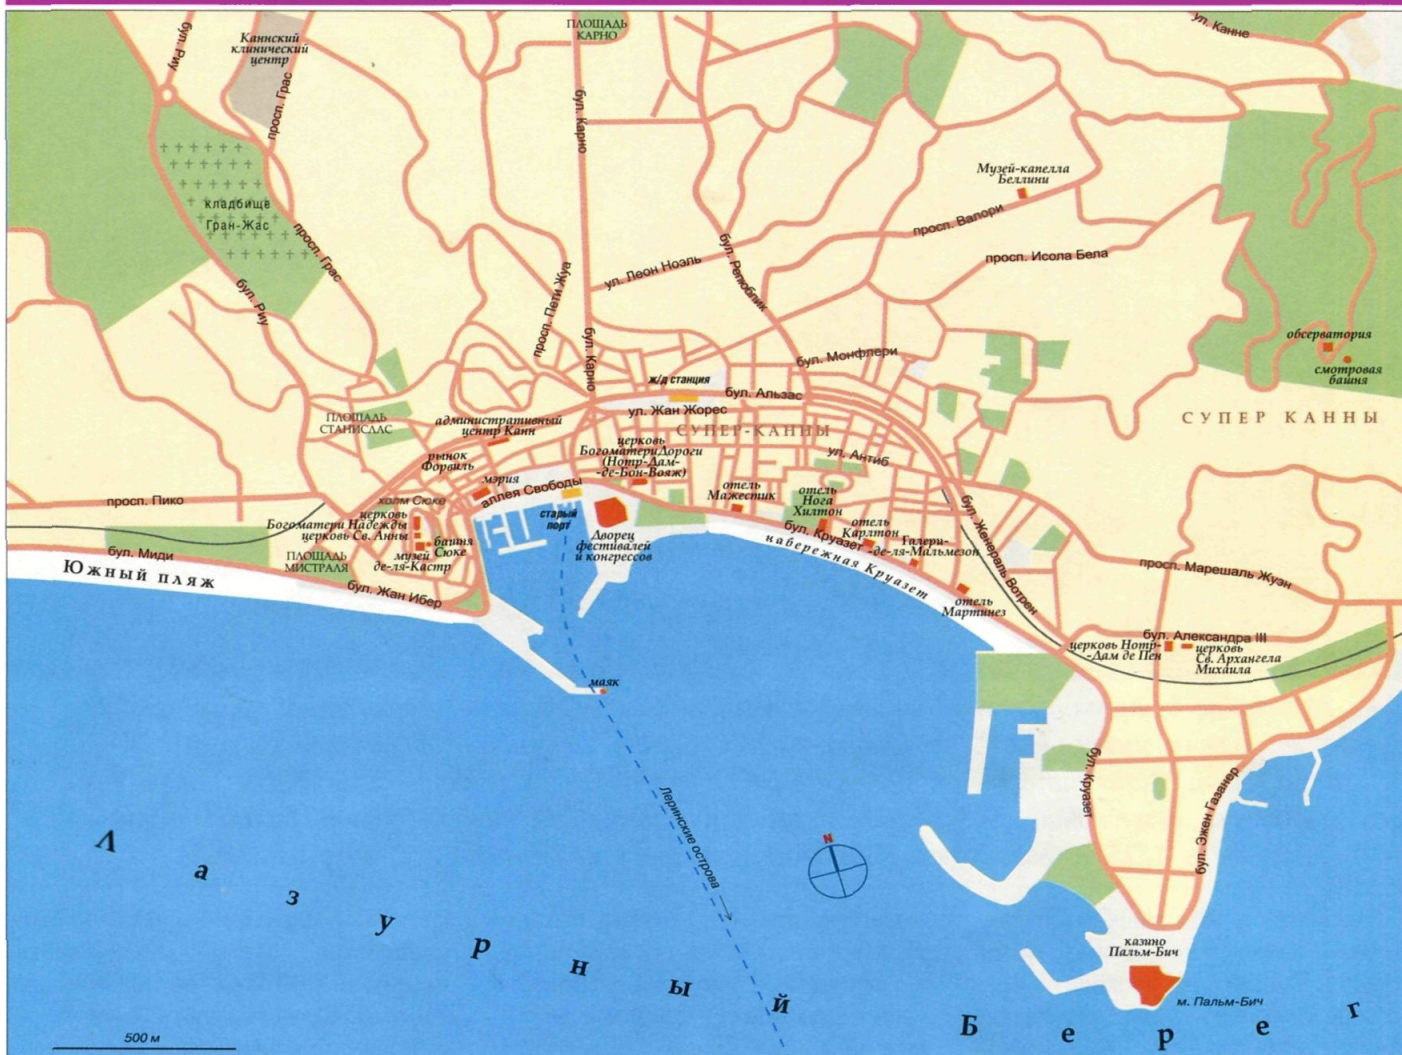 бул. Риу
Каннский
клинический
центр
просп. Грас
ПЛОЩАДЬ
КАРНО
ул. Канне
бул. Карно
кладбище
Гран-Жас
просп. Грас
бул. Риу
Музей-капелла
Беллини
просп. Валори
просп. Исола Бела
ул. Леон Ноэль
бул. Репюблик
просп. Пети Жуа
бул. Карно
обсерватория
смотровая
башня
бул. Монфлери
ж/д станция
бул. Альзас
ул. Жан Жорес
СУПЕР-КАННЫ
СУПЕР КАННЫ
ПЛОЩАДЬ
СТАНИСЛАС
административный
центр Канн
рынок
Форвиль
церковь
Богоматери Дороги
(Нотр-Дам-
-де-Бон-Вояж)
ул. Антиб
мэрия
аллея Свободы
отель
Мажестик
отель
Нога
Хилтон
просп. Пико
холм Сюке
церковь
Богоматери Надежды
церковь Св. Анны
башня
Сюке
музей
де-ля-Кастр
старый
порт
Дворец
фестивалей
и конгрессов
отель
Карлтон
Галери-
-де-ля-Мальмезон
бул. Круазет
набережная Круазет
бул. Женераль Вотрен
бул. Миди
Южный пляж
ПЛОЩАДЬ
МИСТРАЛЯ
бул. Жан Ибер
отель
Мартинез
просп. Марешаль Жуэн
бул. Александра III
церковь Нотр-
-Дам де Пен
церковь
Св. Архангела
Михаила
маяк
бул. Круазет
бул. Эжен Газанер
Леринские острова
N
казино
Пальм-Бич
м. Пальм-Бич
Лазурный Берег
500 м